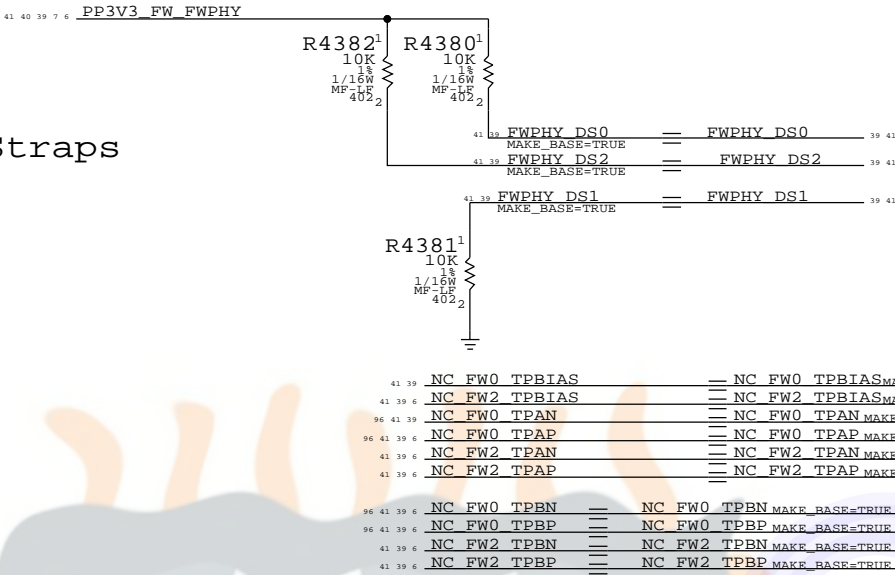 41 40 39 7 6 PP3V3_FW_FWPHY
R4382 1 R4380 1
10K 10K
1% 1%
1/16W 1/16W
MF-LF MF-LF
402 2 402 2
41 39 FWPHY_DS0 FWPHY_DS0 39 41
MAKE_BASE=TRUE
Straps
41 39 FWPHY_DS2 FWPHY_DS2 39 41
MAKE_BASE=TRUE
41 39 FWPHY_DS1 FWPHY_DS1 39 41
MAKE_BASE=TRUE
R4381 1
10K
1%
1/16W
MF-LF
402 2
41 39 NC_FW0_TPBIAS NC_FW0_TPBIAS MA
41 39 6 NC_FW2_TPBIAS NC_FW2_TPBIAS MA
96 41 39 NC_FW0_TPAN NC_FW0_TPAN MAKE
96 41 39 6 NC_FW0_TPAP NC_FW0_TPAP MAKE
41 39 6 NC_FW2_TPAN NC_FW2_TPAN MAKE
41 39 6 NC_FW2_TPAP NC_FW2_TPAP MAKE
96 41 39 6 NC_FW0_TPBN NC_FW0_TPBN MAKE_BASE=TRUE
96 41 39 6 NC_FW0_TPBP NC_FW0_TPBP MAKE_BASE=TRUE
41 39 6 NC_FW2_TPBN NC_FW2_TPBN MAKE_BASE=TRUE
41 39 6 NC_FW2_TPBP NC_FW2_TPBP MAKE_BASE=TRUE